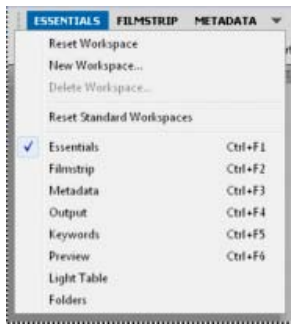 ESSENTIALS FILMSTRIP METADATA
Reset Workspace
New Workspace...
Delete Workspace...
Reset Standard Workspaces
Essentials Ctrl+F1
Filmstrip Ctrl+F2
Metadata Ctrl+F3
Output Ctrl+F4
Keywords Ctrl+F5
Preview Ctrl+F6
Light Table
Folders